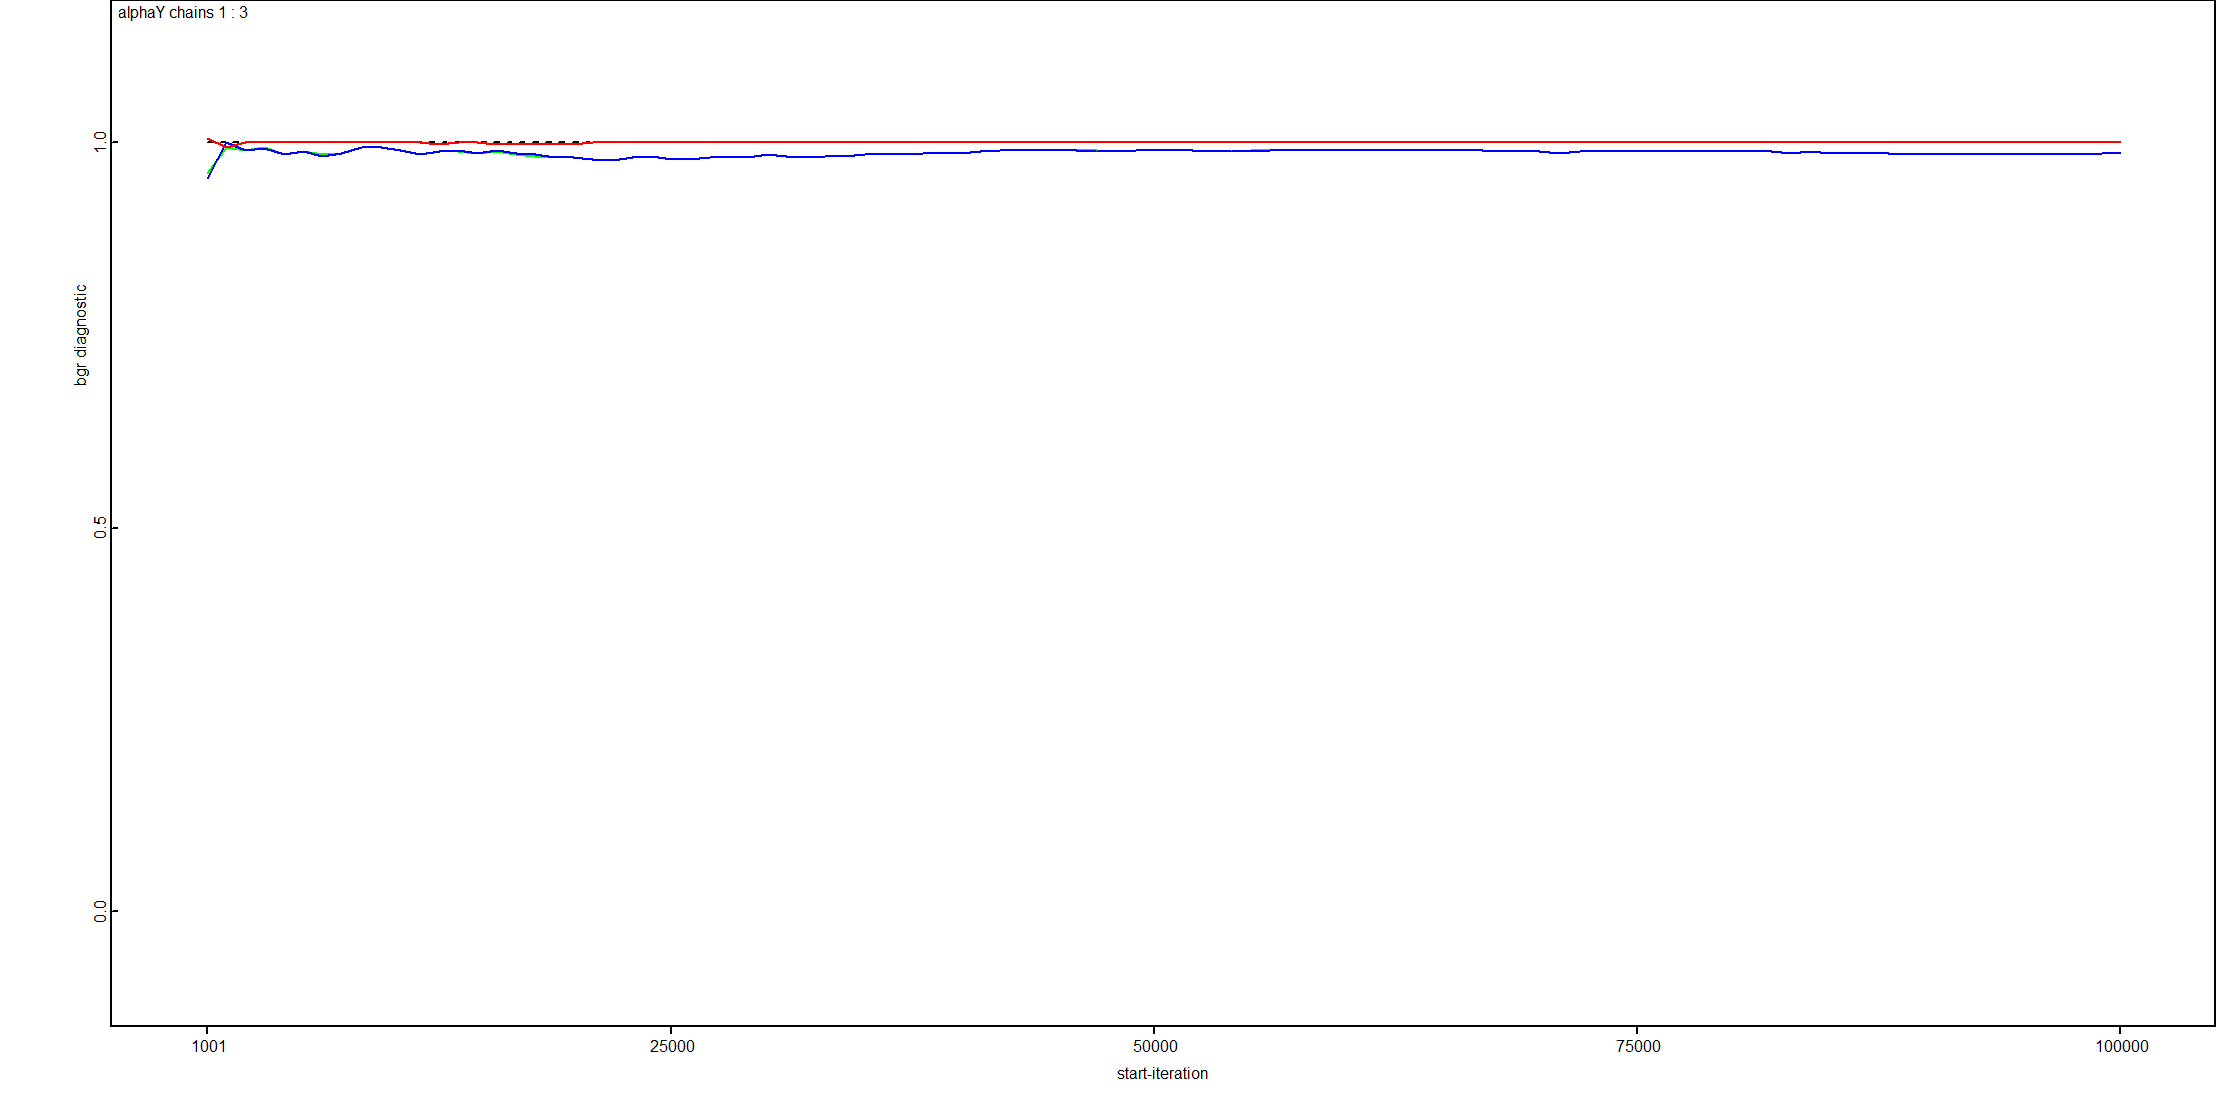 alphaY chains 1 : 3
1.0
0.5
0.0
bgr diagnostic
1001 25000 50000 75000 100000
start-iteration